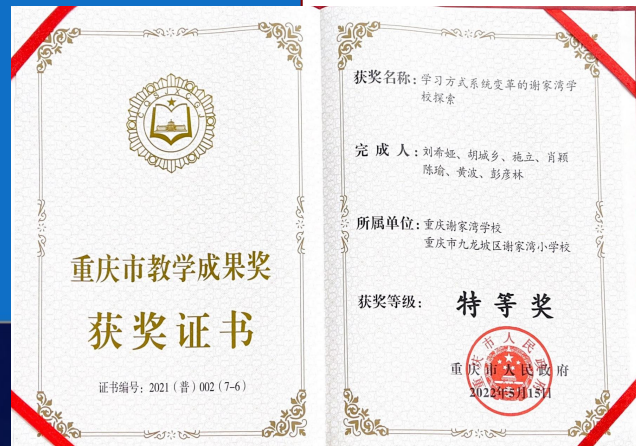 重庆市教学成果奖
获奖证书
证书编号：2021（普）002（7-6）
获奖名称：学习方式系统变革的谢家湾学
校探索
完成人：刘希娅、胡城乡、施立、肖颖
陈瑜、黄波、彭彦林
所属单位：重庆谢家湾学校
重庆市九龙坡区谢家湾小学校
获奖等级：特等奖
重庆市人民政府
2022年5月15日